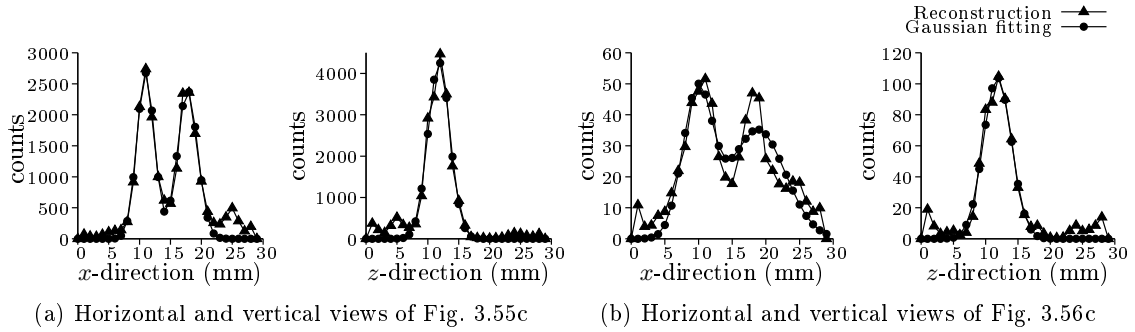 Reconstruction
Gaussian fitting
3000
2500
2000
1500
1000
500
0
counts
0 5 10 15 20 25 30
x-direction (mm)
4000
3000
2000
1000
0
counts
0 5 10 15 20 25 30
z-direction (mm)
60
50
40
30
20
10
0
counts
0 5 10 15 20 25 30
x-direction (mm)
120
100
80
60
40
20
0
counts
0 5 10 15 20 25 30
z-direction (mm)
(a) Horizontal and vertical views of Fig. 3.55c
(b) Horizontal and vertical views of Fig. 3.56c